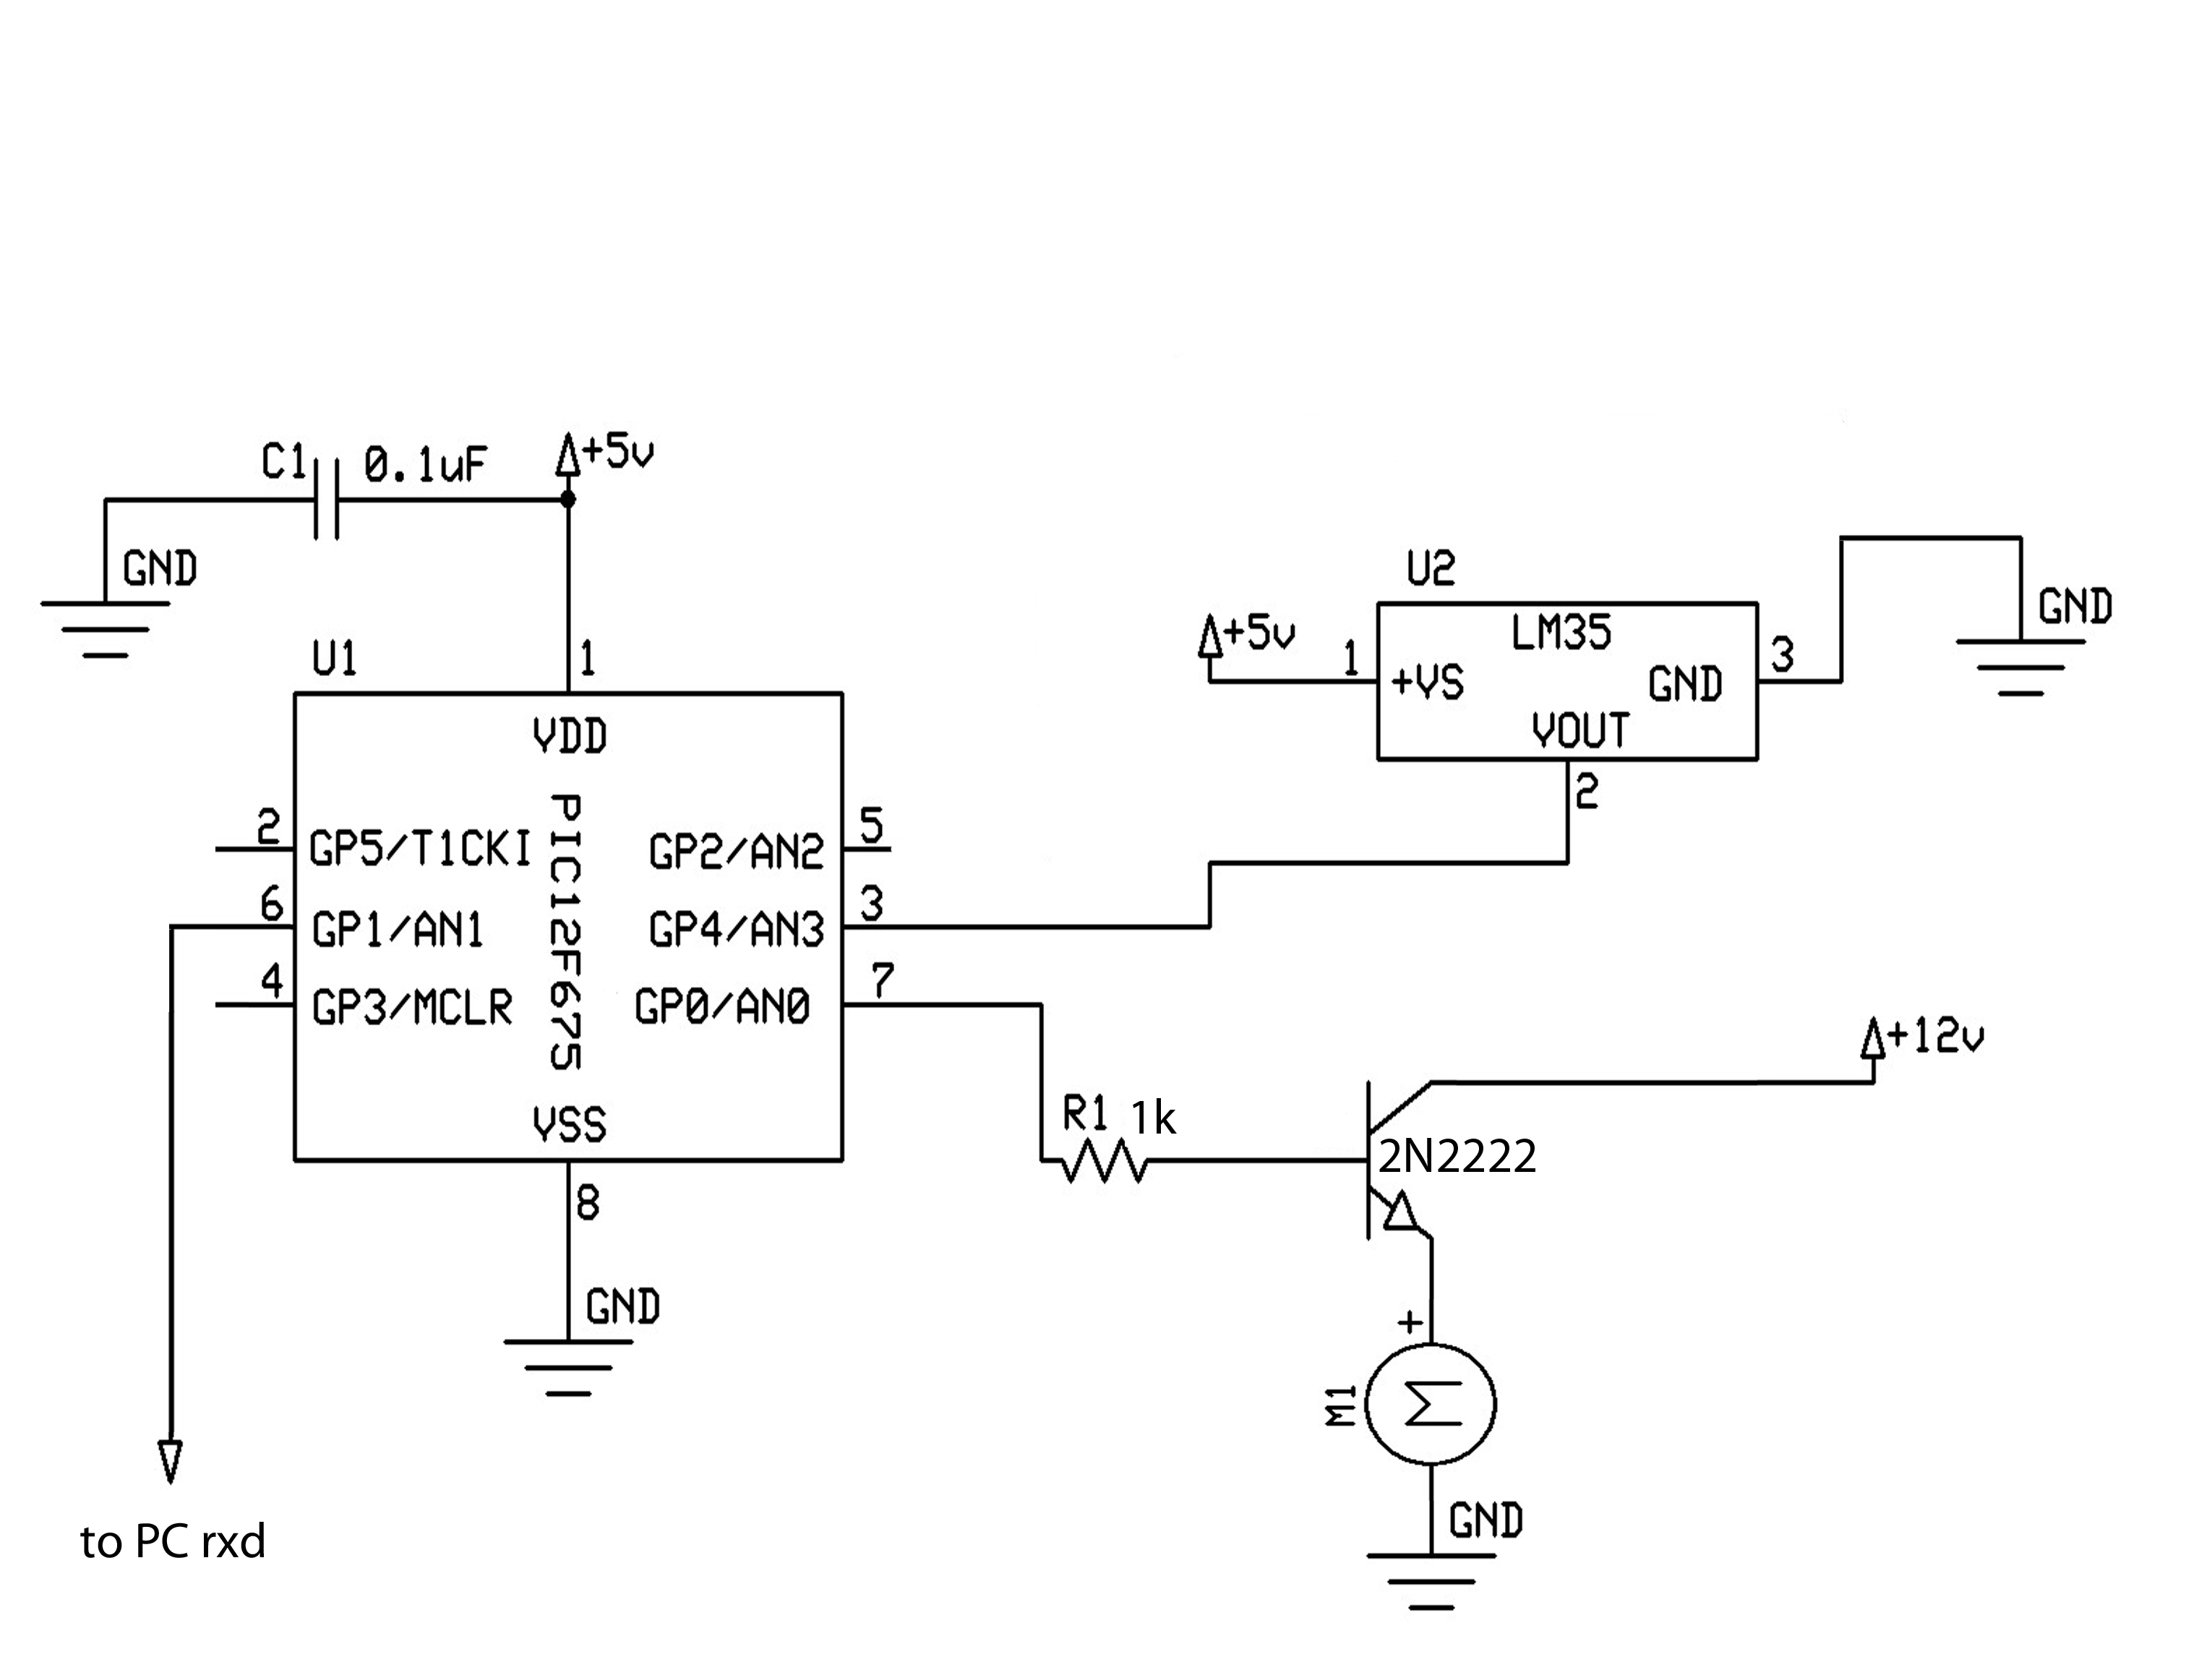 C1 0.1uF
+5v
GND
U1
1
VDD
PIC12F675
2 GP5/T1CKI
GP2/AN2 5
6 GP1/AN1
GP4/AN3 3
4 GP3/MCLR
GP0/AN0 7
VSS
8
GND
to PC rxd
U2
LM35
+5v
1
+VS
GND
3
GND
VOUT
2
R1 1k
+12v
2N2222
+
M1
M
GND